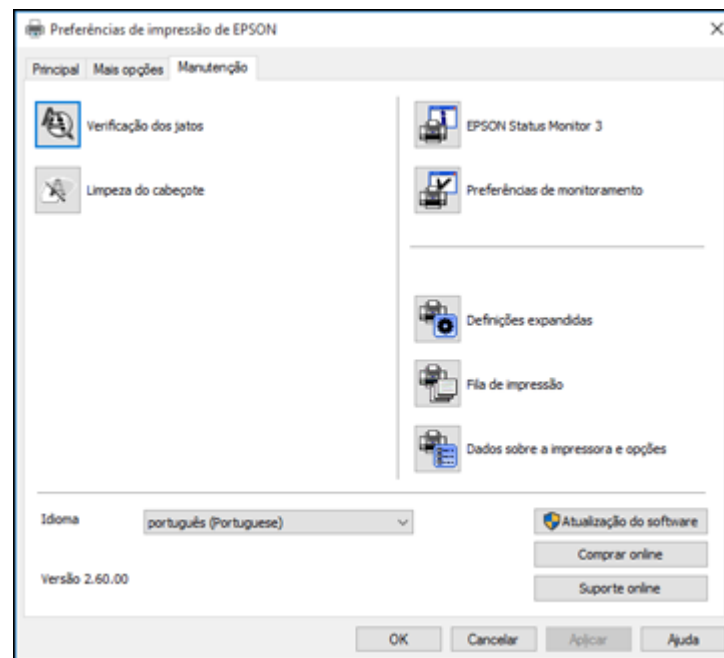 Preferências de impressão de EPSON
Principal Mais opções Manutenção
Verificação dos jatos
Limpeza do cabeçote
EPSON Status Monitor 3
Preferências de monitoramento
Definições expandidas
Fila de impressão
Dados sobre a impressora e opções
Idioma português (Portuguese)
Versão 2.60.00
Atualização do software
Comprar online
Suporte online
OK Cancelar Aplicar Ajuda